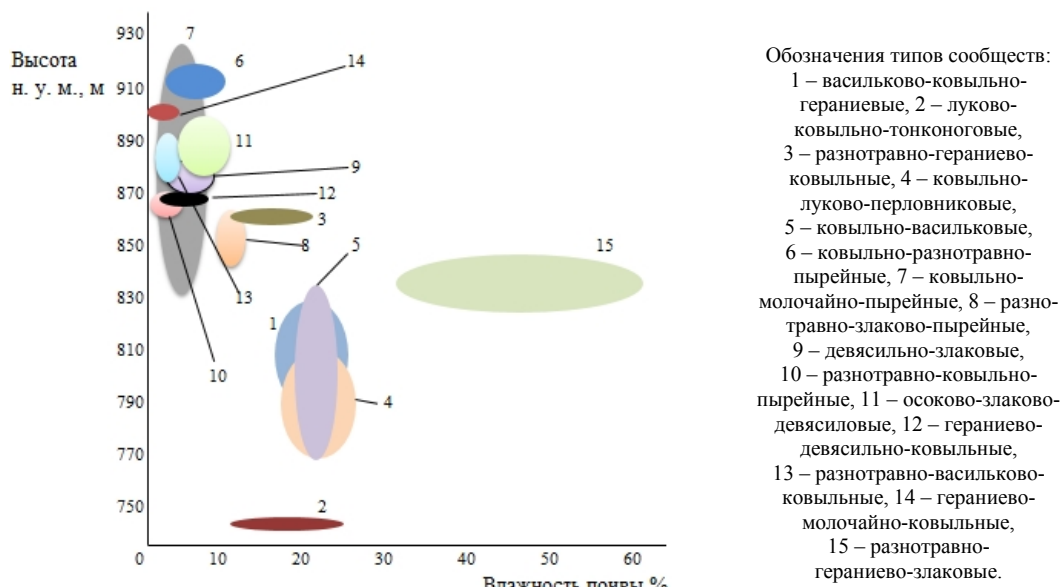 930
7
Высота
н. у. м., м
6
14
910
890
11
9
870
12
3
850
8
5
15
830
13
1
810
10
790
4
770
750
2
0
10
20
30
40
50
60
Влажность почвы %
Обозначения типов сообществ:
1 – васильково-ковыльно-
гераниевые, 2 – луково-
ковыльно-тонконоговые,
3 – разнотравно-гераниево-
ковыльные, 4 – ковыльно-
луково-перловниковые,
5 – ковыльно-васильковые,
6 – ковыльно-разнотравно-
пырейные, 7 – ковыльно-
молочайно-пырейные, 8 – разно-
травно-злаково-пырейные,
9 – девясильно-злаковые,
10 – разнотравно-ковыльно-
пырейные, 11 – осоково-злаково-
девясиловые, 12 – гераниево-
девясильно-ковыльные,
13 – разнотравно-васильково-
ковыльные, 14 – гераниево-
молочайно-ковыльные,
15 – разнотравно-
гераниево-злаковые.